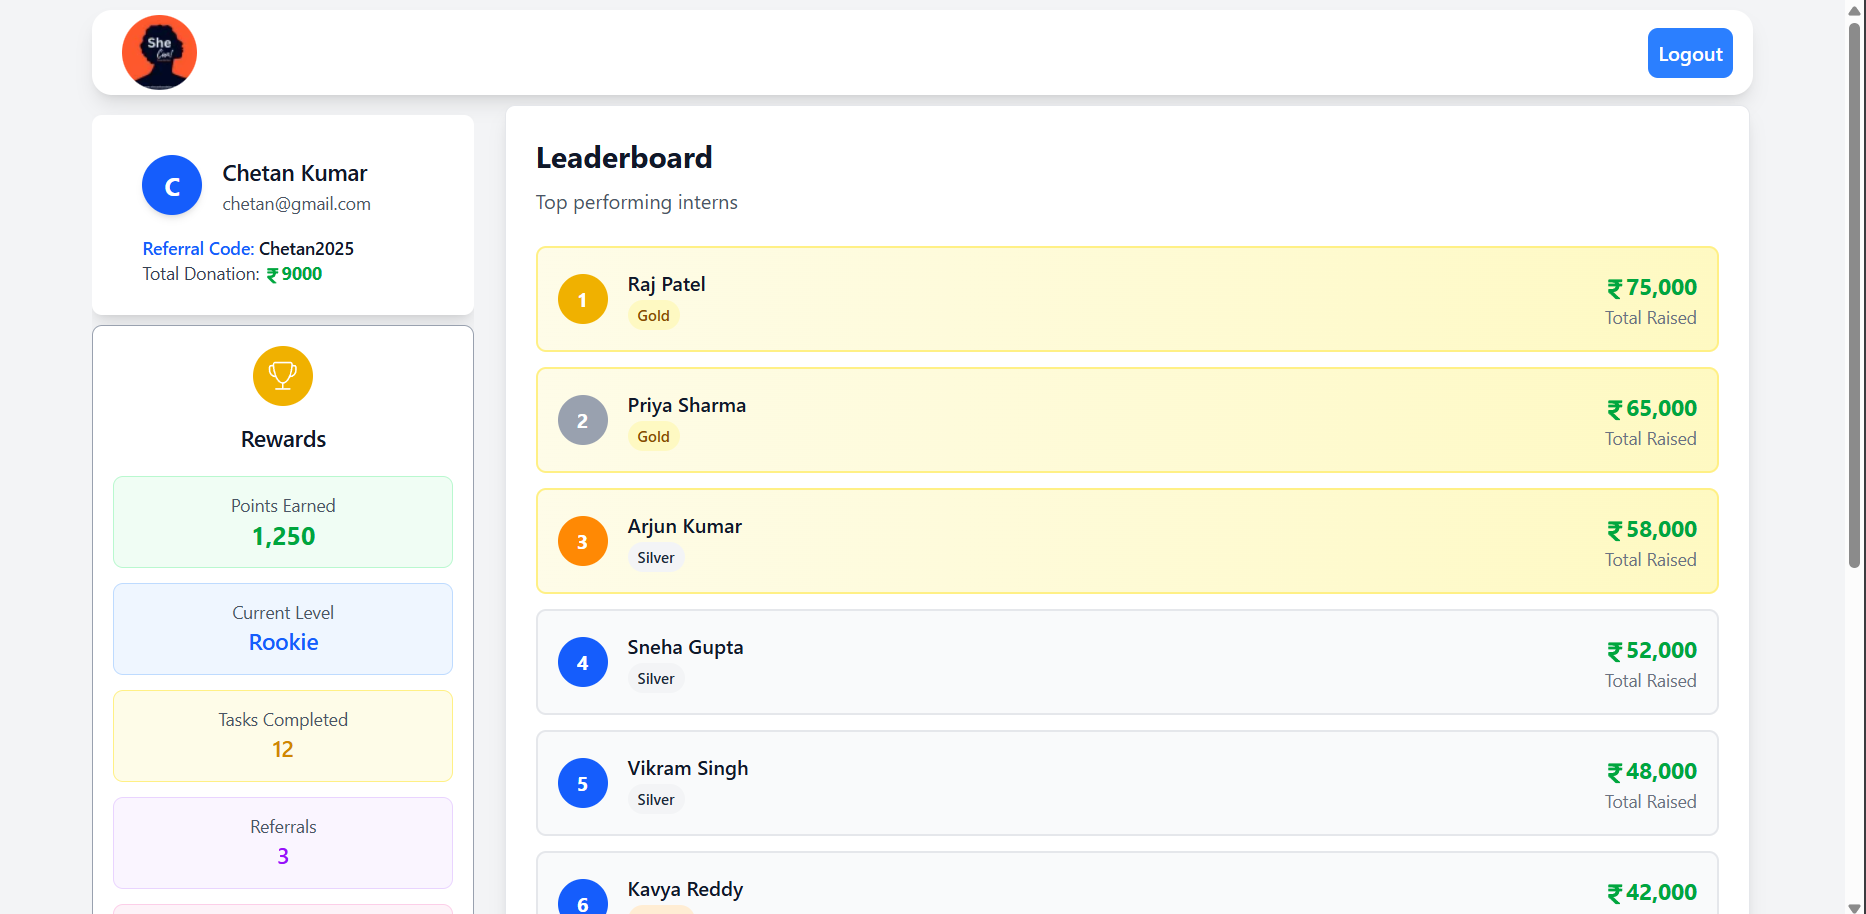 She
Can!
Logout
C
Chetan Kumar
chetan@gmail.com
Referral Code: Chetan2025
Total Donation: ₹9000
Rewards
Points Earned
1,250
Current Level
Rookie
Tasks Completed
12
Referrals
3
Leaderboard
Top performing interns
1
Raj Patel
Gold
₹75,000
Total Raised
2
Priya Sharma
Gold
₹65,000
Total Raised
3
Arjun Kumar
Silver
₹58,000
Total Raised
4
Sneha Gupta
Silver
₹52,000
Total Raised
5
Vikram Singh
Silver
₹48,000
Total Raised
6
Kavya Reddy
₹42,000